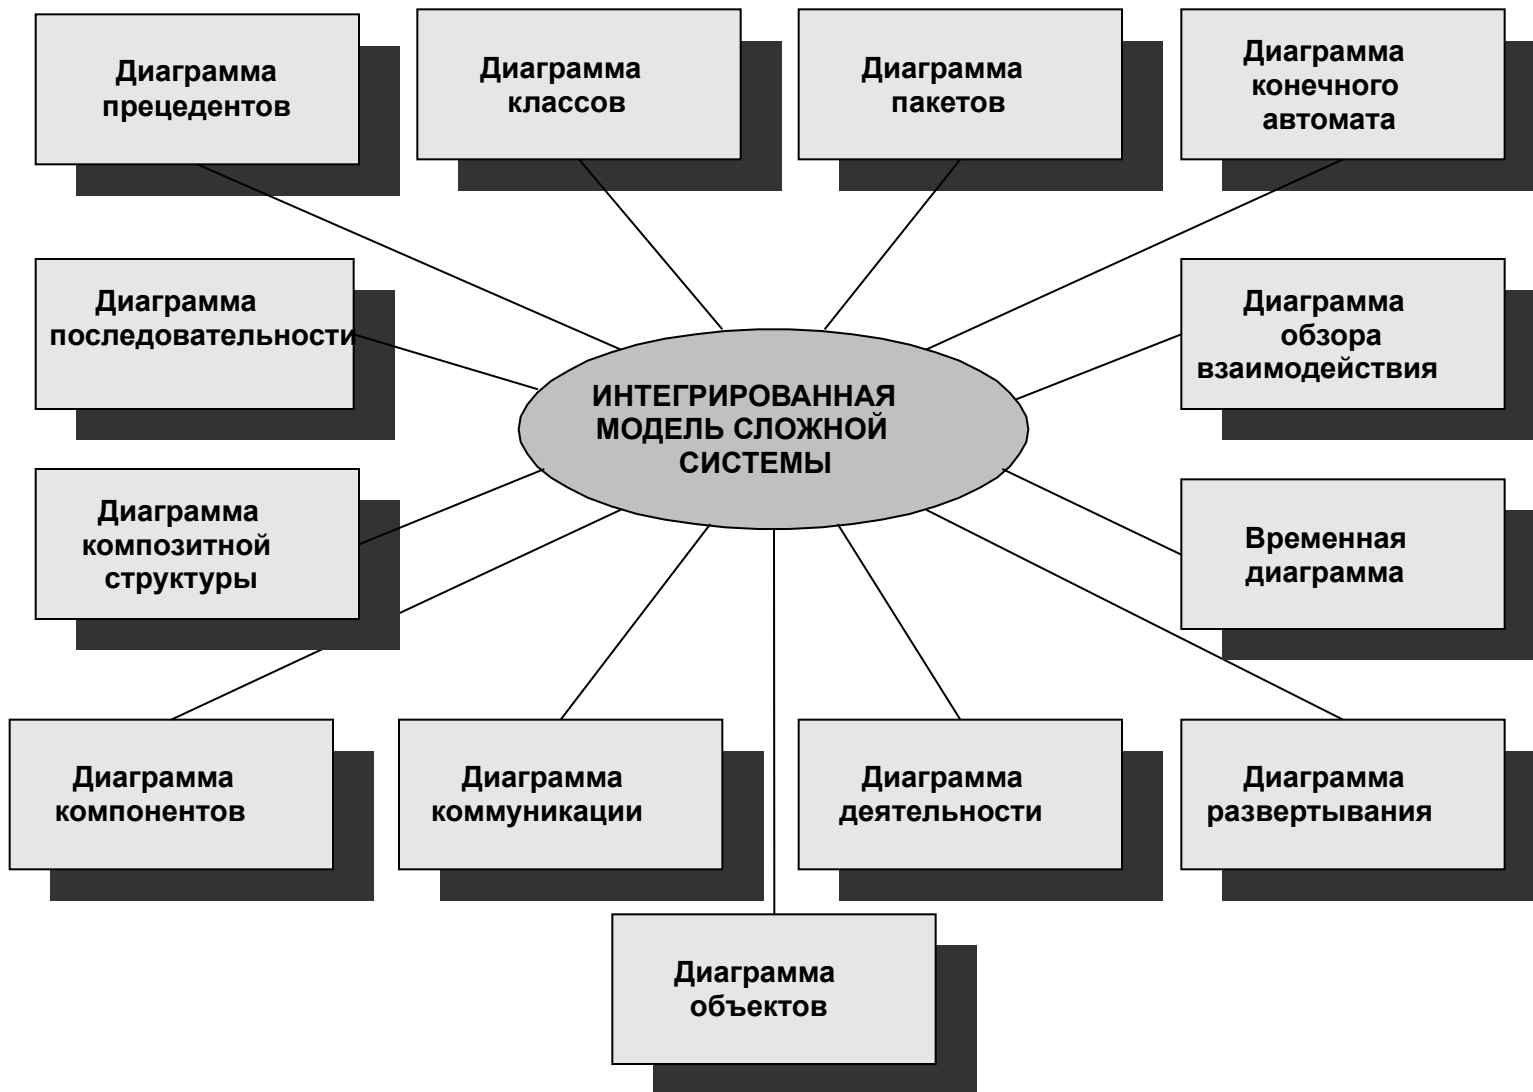 Диаграмма
прецедентов
Диаграмма
классов
Диаграмма
пакетов
Диаграмма
конечного
автомата
Диаграмма
последовательности
Диаграмма
обзора
взаимодействия
ИНТЕГРИРОВАННАЯ
МОДЕЛЬ СЛОЖНОЙ
СИСТЕМЫ
Диаграмма
композитной
структуры
Временная
диаграмма
Диаграмма
компонентов
Диаграмма
коммуникации
Диаграмма
деятельности
Диаграмма
развертывания
Диаграмма
объектов